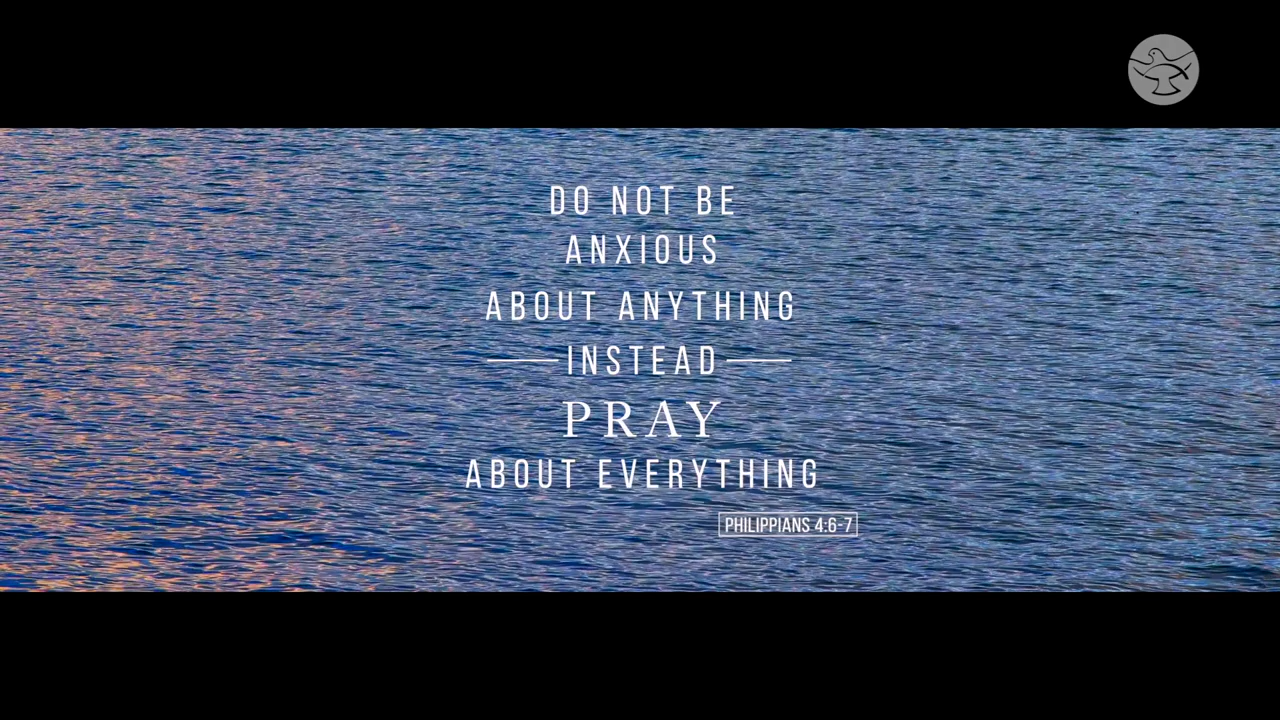 DO NOT BE
ANXIOUS
ABOUT ANYTHING
INSTEAD
PRAY
ABOUT EVERYTHING
PHILIPPIANS 4:6-7